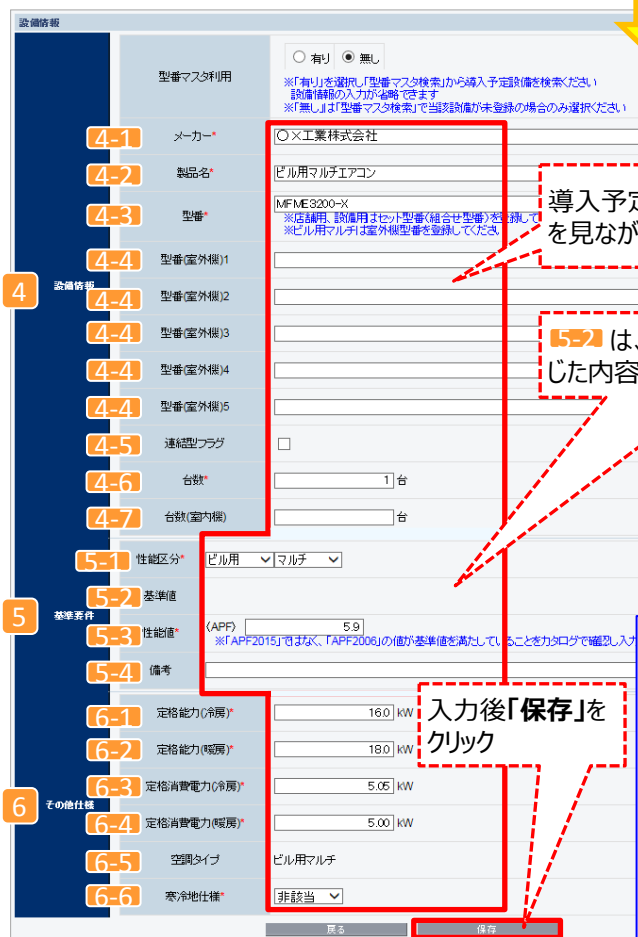 設備情報
型番マスタ利用
○ 有り ● 無し
※「有り」を選択し「型番マスタ検索」から導入予定設備を検索ください
設備情報の入力が省略できます
※「無し」は「型番マスタ検索」で当該設備が未登録の場合のみ選択ください
4 設備情報
4-1 メーカー* 〇×工業株式会社
4-2 製品名* ビル用マルチエアコン
4-3 型番* MFME3200-X
※店舗用、設備用はセット型番(組合せ型番)を登録して
※ビル用マルチは室外機型番を登録してくださ
導入予定
を見なが
4-4 型番(室外機)1
4-4 型番(室外機)2
4-4 型番(室外機)3
4-4 型番(室外機)4
4-4 型番(室外機)5
5-2 は、
じた内容
4-5 連結型フラグ
4-6 台数* 1 台
4-7 台数(室内機) 台
5 基準要件
5-1 性能区分* ビル用 マルチ
5-2 基準値
5-3 性能値* (APF) 5.9
※「APF2015」ではなく、「APF2006」の値が基準値を満たしていることをカタログで確認し入力
5-4 備考
6 その他仕様
6-1 定格能力(冷房)* 16.0 kW
6-2 定格能力(暖房)* 18.0 kW
6-3 定格消費電力(冷房)* 5.05 kW
6-4 定格消費電力(暖房)* 5.00 kW
6-5 空調タイプ ビル用マルチ
6-6 寒冷地仕様* 非該当
入力後「保存」を
クリック
戻る 保存